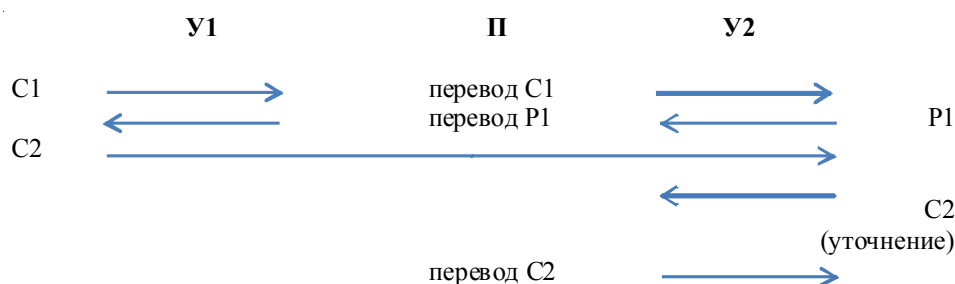 У1 П У2
С1 перевод С1
перевод Р1 Р1
С2
С2
(уточнение)
перевод С2